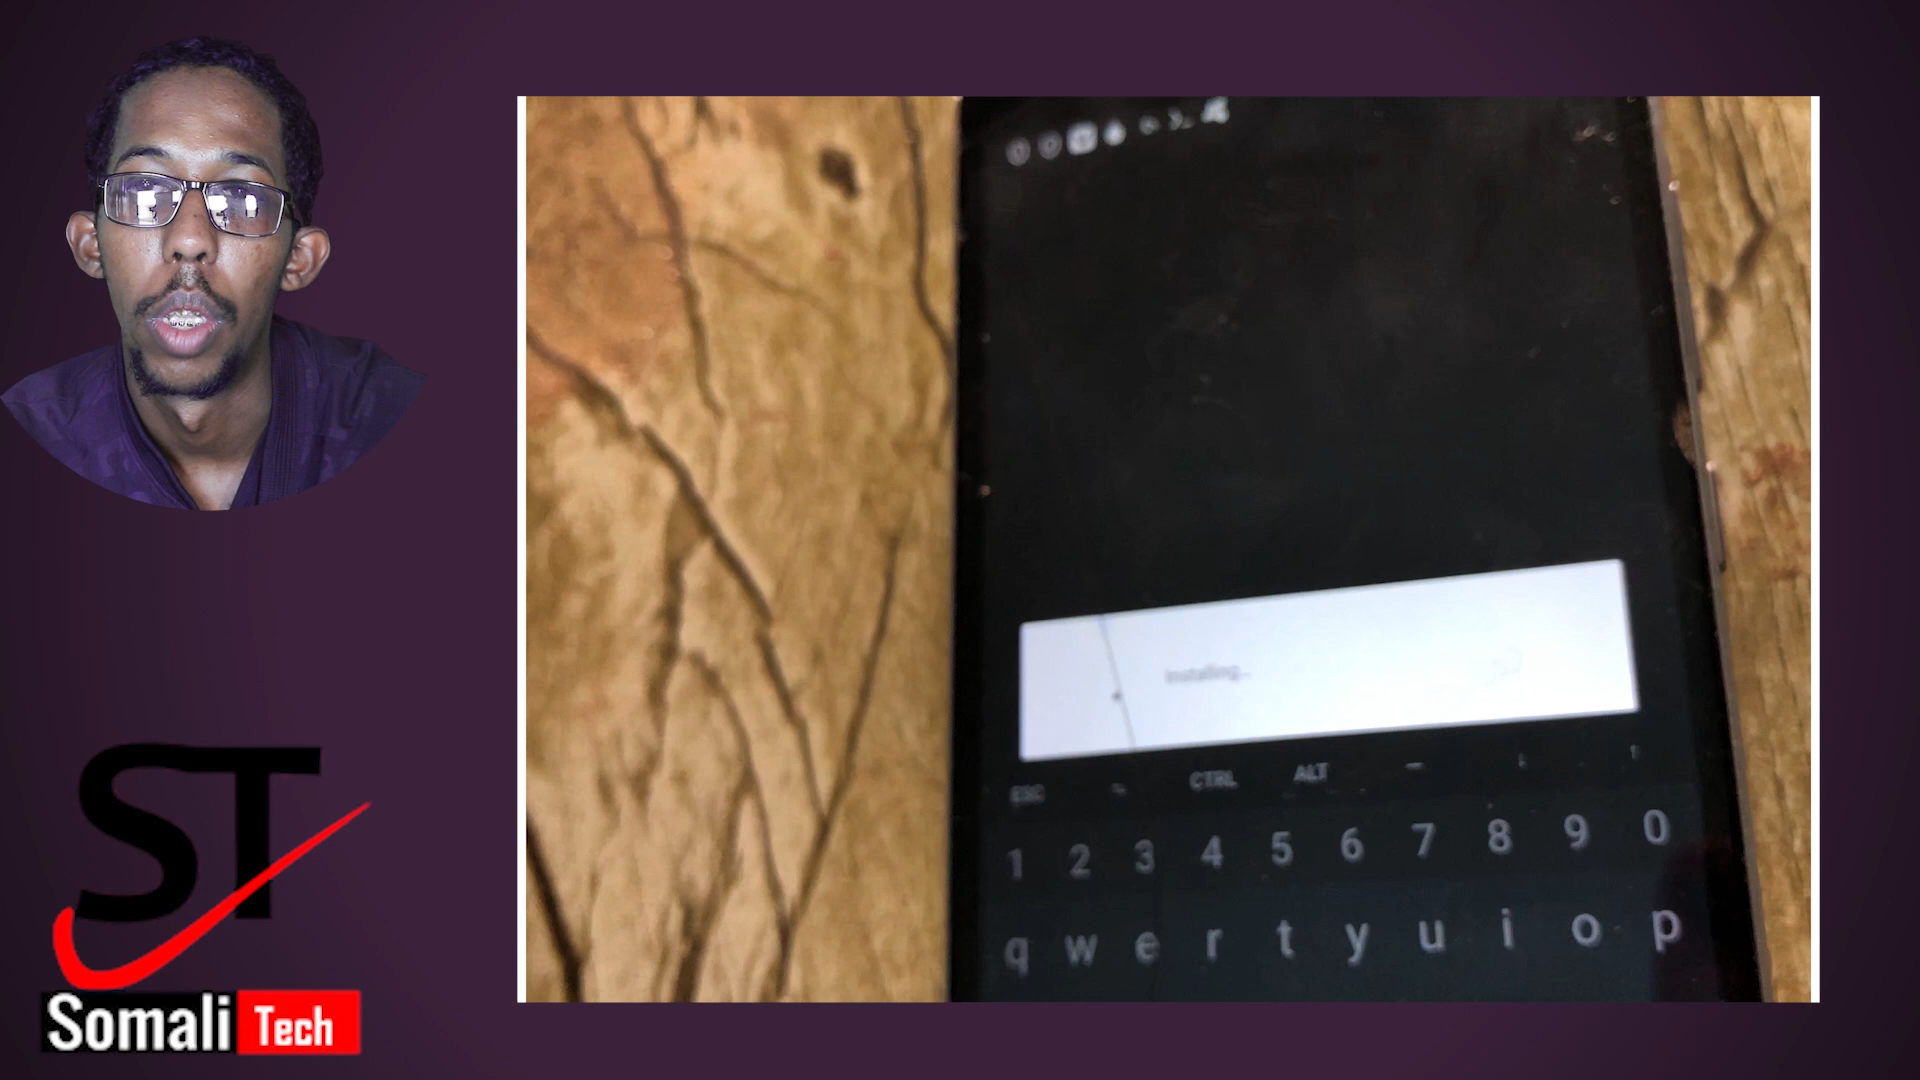 Installing...
ESC CTRL ALT
1 2 3 4 5 6 7 8 9 0
q w e r t y u i o p
ST
Somali Tech